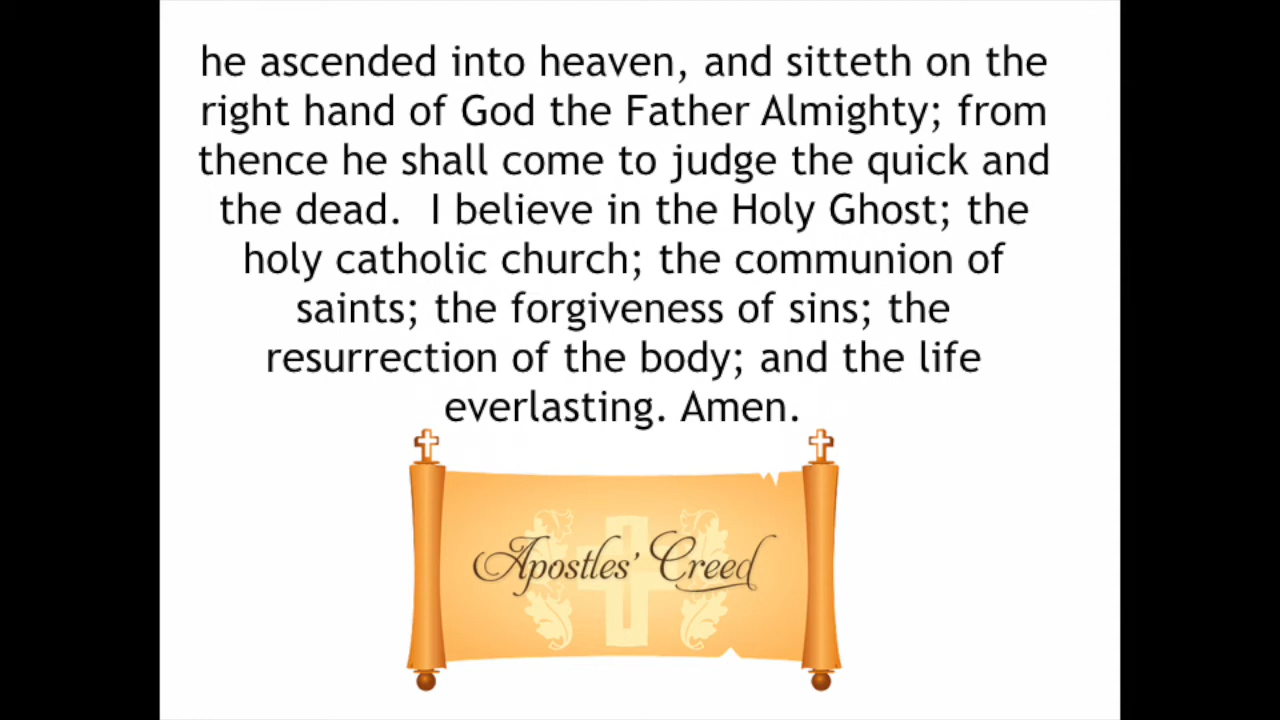 he ascended into heaven, and sitteth on the
right hand of God the Father Almighty; from
thence he shall come to judge the quick and
the dead.  I believe in the Holy Ghost; the
holy catholic church; the communion of
saints; the forgiveness of sins; the
resurrection of the body; and the life
everlasting. Amen.
Apostles’ Creed